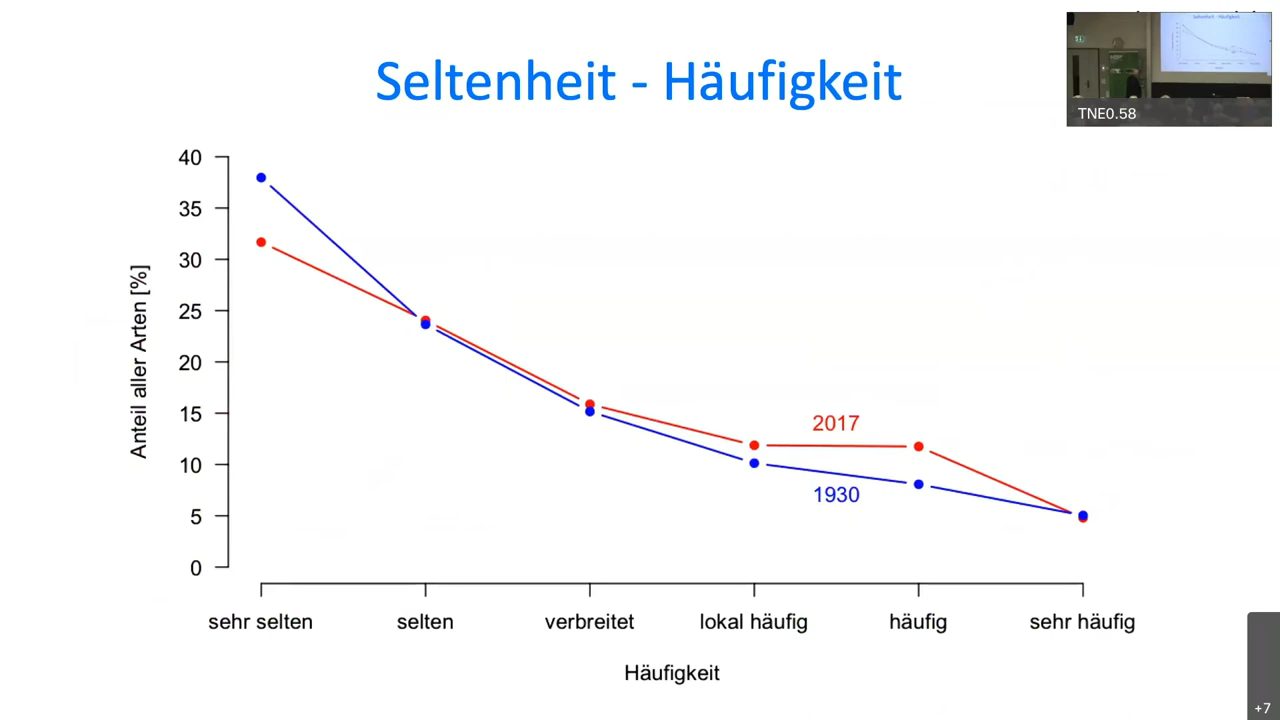 Seltenheit - Häufigkeit
TNE0.58
40
35
30
25
20
15
10
5
0
Anteil aller Arten [%]
2017
1930
sehr selten
selten
verbreitet
lokal häufig
häufig
sehr häufig
Häufigkeit
+7